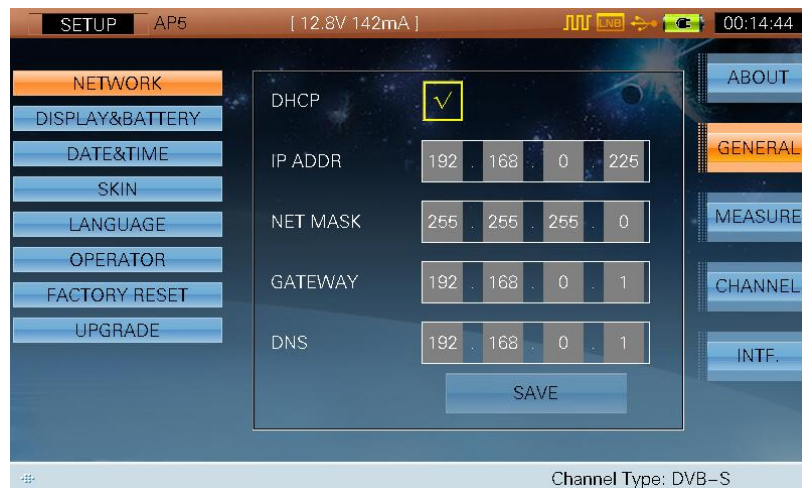 SETUP AP5 [ 12.8V 142mA ] LNB 00:14:44
NETWORK
DISPLAY&BATTERY
DATE&TIME
SKIN
LANGUAGE
OPERATOR
FACTORY RESET
UPGRADE
DHCP √
IP ADDR 192 . 168 . 0 . 225
NET MASK 255 . 255 . 255 . 0
GATEWAY 192 . 168 . 0 . 1
DNS 192 . 168 . 0 . 1
SAVE
ABOUT
GENERAL
MEASURE
CHANNEL
INTF.
Channel Type: DVB-S